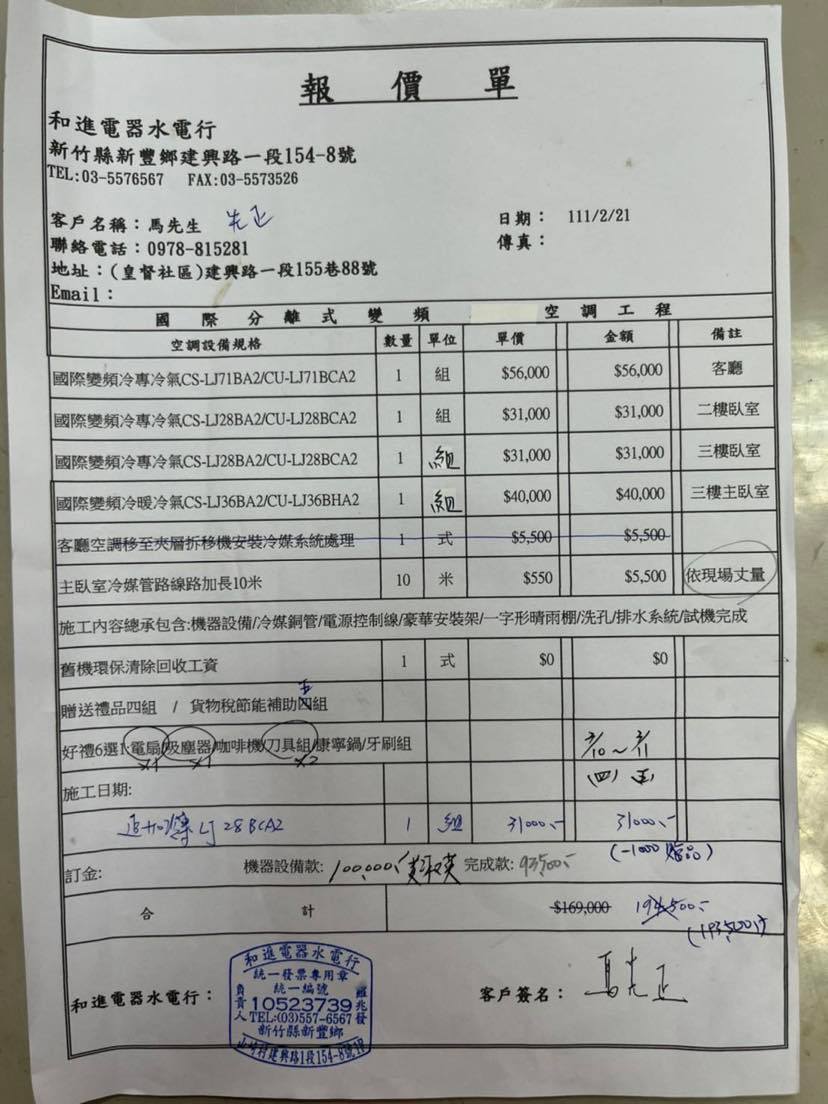 報價單
和進電器水電行
新竹縣新豐鄉建興路一段154-8號
TEL:03-5576567 FAX:03-5573526
客戶名稱：馬先生 先正
日期： 111/2/21
聯絡電話：0978-815281
傳真：
地址：(皇督社區)建興路一段155巷88號
Email：
國際分離式變頻 空調工程
空調設備規格 數量 單位 單價 金額 備註
國際變頻冷專冷氣CS-LJ71BA2/CU-LJ71BCA2 1 組 $56,000 $56,000 客廳
國際變頻冷專冷氣CS-LJ28BA2/CU-LJ28BCA2 1 組 $31,000 $31,000 二樓臥室
國際變頻冷專冷氣CS-LJ28BA2/CU-LJ28BCA2 1 組 $31,000 $31,000 三樓臥室
國際變頻冷暖冷氣CS-LJ36BA2/CU-LJ36BHA2 1 組 $40,000 $40,000 三樓主臥室
客廳空調移至夾層折移機安裝冷媒系統處理 1 式 $5,500 $5,500
主臥室冷媒管路線路加長10米 10 米 $550 $5,500 依現場丈量
施工內容總承包含:機器設備/冷媒銅管/電源控制線/豪華安裝架/一字形晴雨棚/洗孔/排水系統/試機完成
舊機環保清除回收工資 1 式 $0 $0
贈送禮品四組 / 貨物稅節能補助四組
五
好禮6選1:電扇/吸塵器/咖啡機/刀具組/康寧鍋/牙刷組
x1 x1 x2
3/10~3/11
(四) 五
施工日期:
追加 LJ28BCA2 1 組 31000.- 31000.-
(-1000 贈品)
訂金: 機器設備款: 100,000.- 完成款: 93500.-
合計 $169,000 194,500.-
(193,500)
和進電器水電行：
和進電器水電行
統一發票專用章
統一編號
10523739
負責人
TEL:(03)557-6567
新竹縣新豐鄉
山崎村建興路1段154-8號1F
客戶簽名： 馬先正